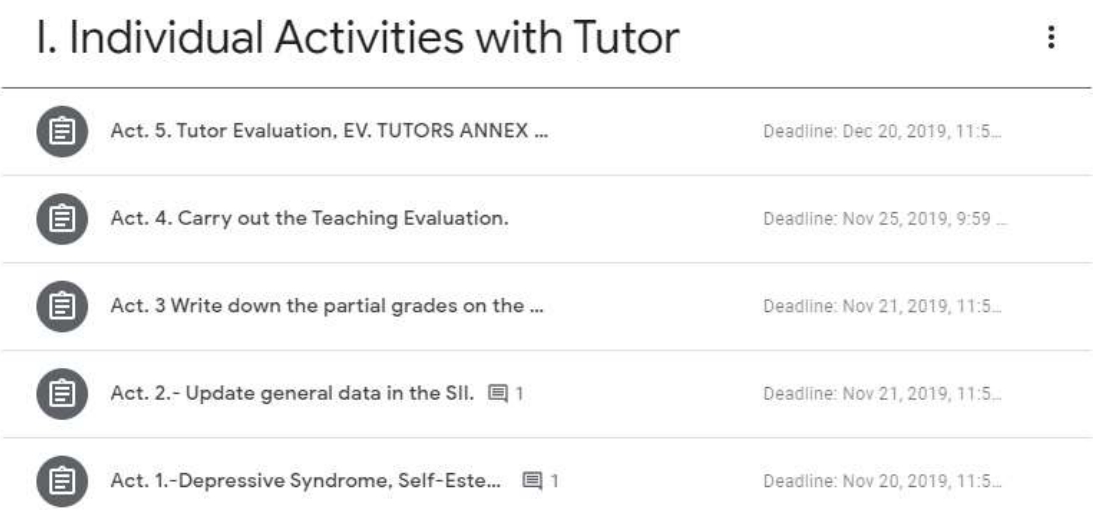 I. Individual Activities with Tutor
Act. 5. Tutor Evaluation, EV. TUTORS ANNEX ... Deadline: Dec 20, 2019, 11:5...
Act. 4. Carry out the Teaching Evaluation. Deadline: Nov 25, 2019, 9:59 ...
Act. 3 Write down the partial grades on the ... Deadline: Nov 21, 2019, 11:5...
Act. 2.- Update general data in the SII. 1 Deadline: Nov 21, 2019, 11:5...
Act. 1.-Depressive Syndrome, Self-Este... 1 Deadline: Nov 20, 2019, 11:5...